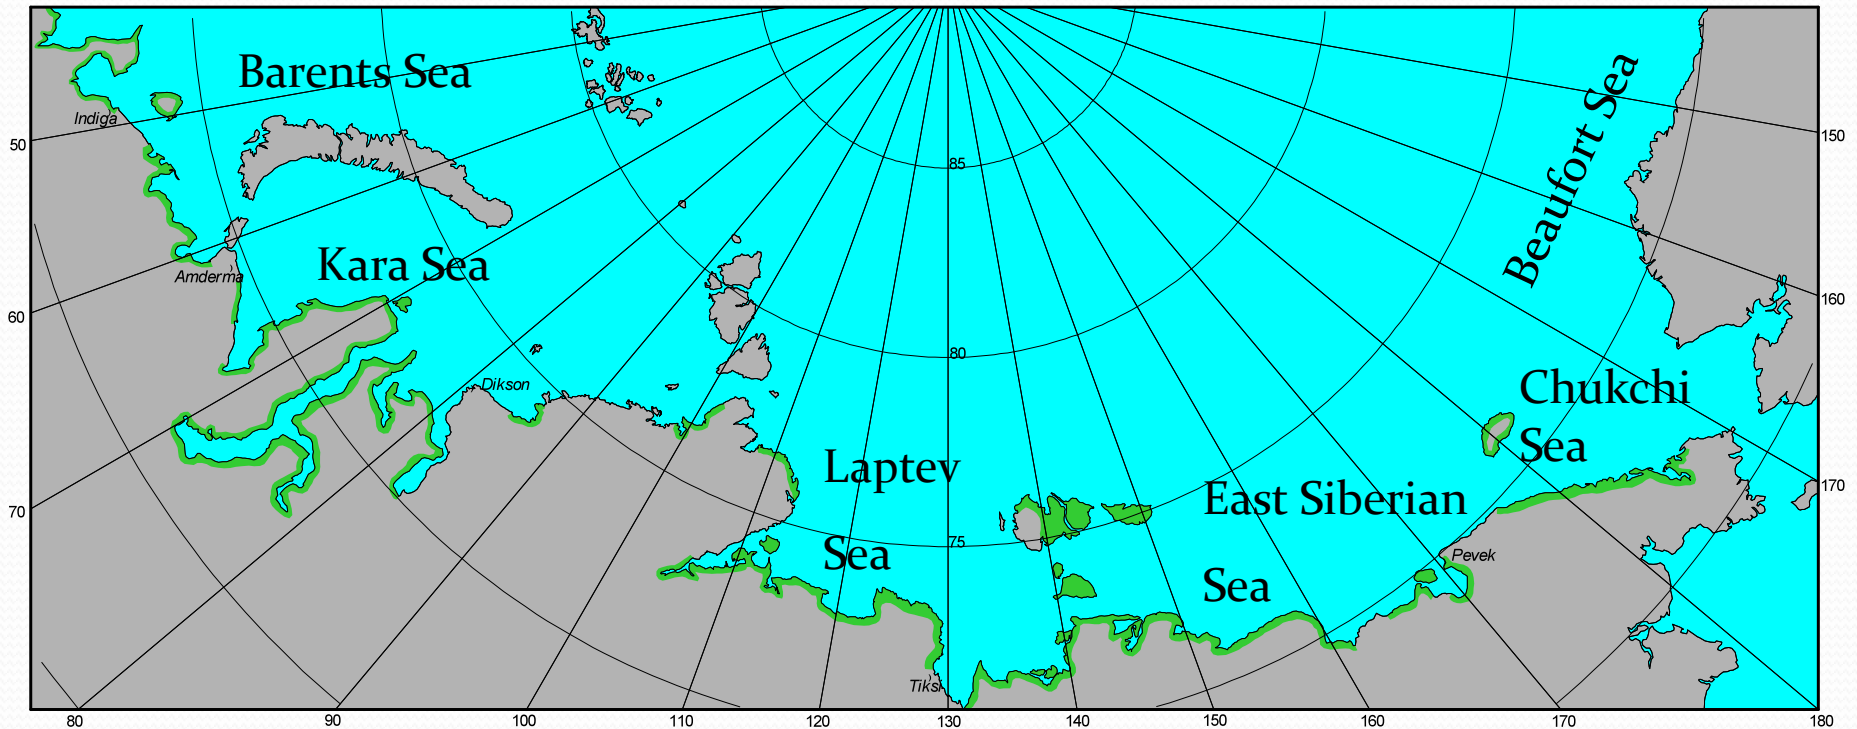 Barents Sea
Beaufort Sea
Indiga
50
150
85
Kara Sea
Amderma
160
60
80
Dikson
Chukchi
Sea
Laptev
Sea
East Siberian
Sea
170
70
75
Pevek
Tiksi
80
90
100
110
120
130
140
150
160
170
180